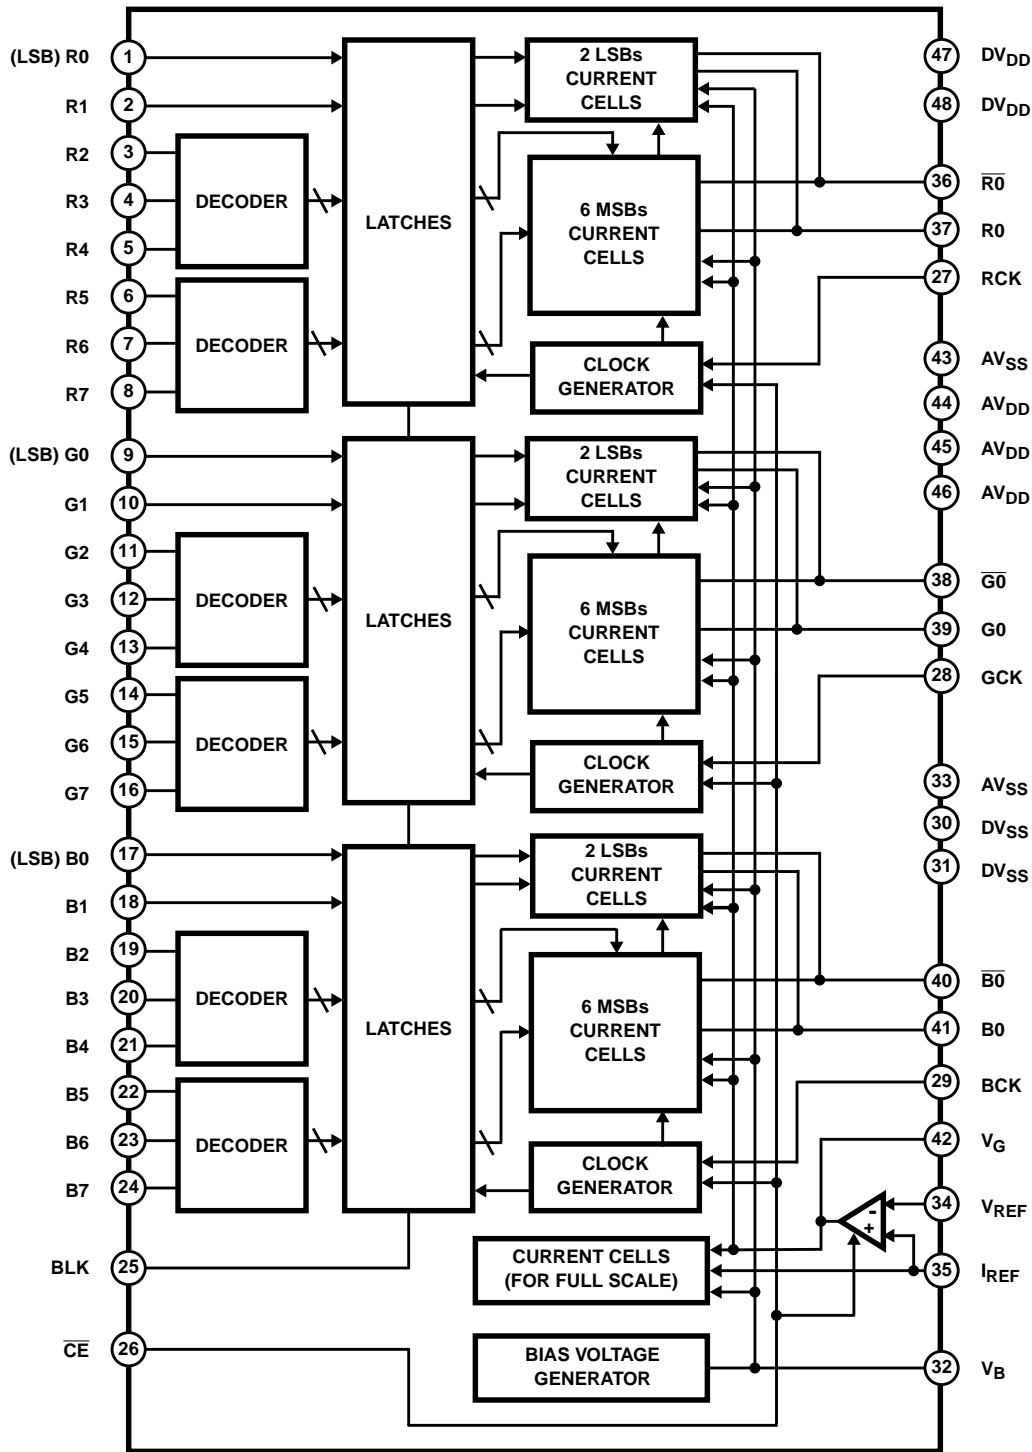 (LSB) R0
1
R1
2
R2
3
R3
4
R4
5
R5
6
R6
7
R7
8
DECODER
DECODER
LATCHES
2 LSBs
CURRENT
CELLS
6 MSBs
CURRENT
CELLS
CLOCK
GENERATOR
47
DVDD
48
DVDD
36
R̅0̅
37
R0
27
RCK
43
AVSS
44
AVDD
45
AVDD
46
AVDD
(LSB) G0
9
G1
10
G2
11
G3
12
G4
13
G5
14
G6
15
G7
16
DECODER
DECODER
LATCHES
2 LSBs
CURRENT
CELLS
6 MSBs
CURRENT
CELLS
CLOCK
GENERATOR
38
G̅0̅
39
G0
28
GCK
33
AVSS
30
DVSS
31
DVSS
(LSB) B0
17
B1
18
B2
19
B3
20
B4
21
B5
22
B6
23
B7
24
DECODER
DECODER
LATCHES
2 LSBs
CURRENT
CELLS
6 MSBs
CURRENT
CELLS
CLOCK
GENERATOR
40
B̅0̅
41
B0
29
BCK
42
VG
34
VREF
-
+
35
IREF
BLK
25
CURRENT CELLS
(FOR FULL SCALE)
C̅E̅
26
BIAS VOLTAGE
GENERATOR
32
VB